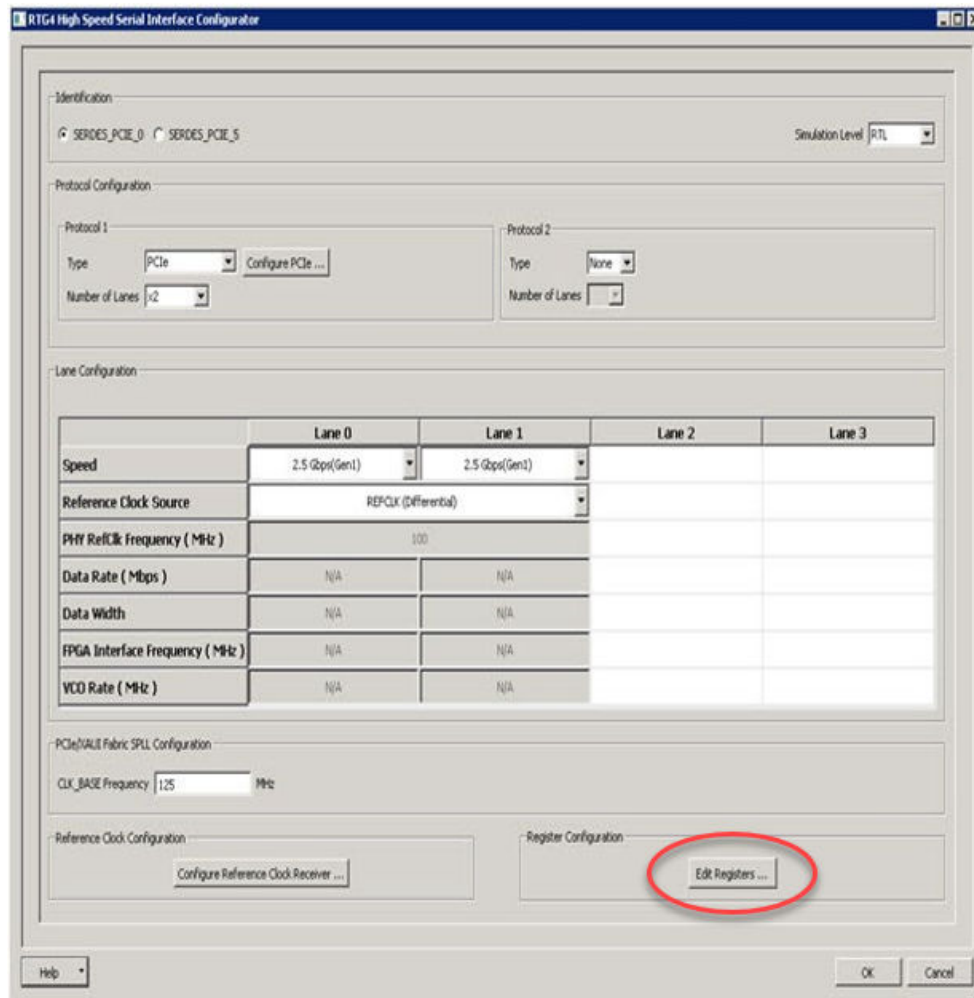 RTG4 High Speed Serial Interface Configurator
Identification
SERDES_PCIE_0 SERDES_PCIE_5 Simulation Level RTL
Protocol Configuration
Protocol 1 Protocol 2
Type PCIe Configure PCIe ... Type None
Number of Lanes x2 Number of Lanes
Lane Configuration
Lane 0 Lane 1 Lane 2 Lane 3
Speed 2.5 Gbps(Gen1) 2.5 Gbps(Gen1)
Reference Clock Source REFCLK (Differential)
PHY RefClk Frequency ( MHz ) 100
Data Rate ( Mbps ) N/A N/A
Data Width N/A N/A
FPGA Interface Frequency ( MHz ) N/A N/A
VCO Rate ( MHz ) N/A N/A
PCIe/XAUI Fabric SPLL Configuration
CLK_BASE Frequency 125 MHz
Reference Clock Configuration Register Configuration
Configure Reference Clock Receiver ... Edit Registers ...
Help OK Cancel